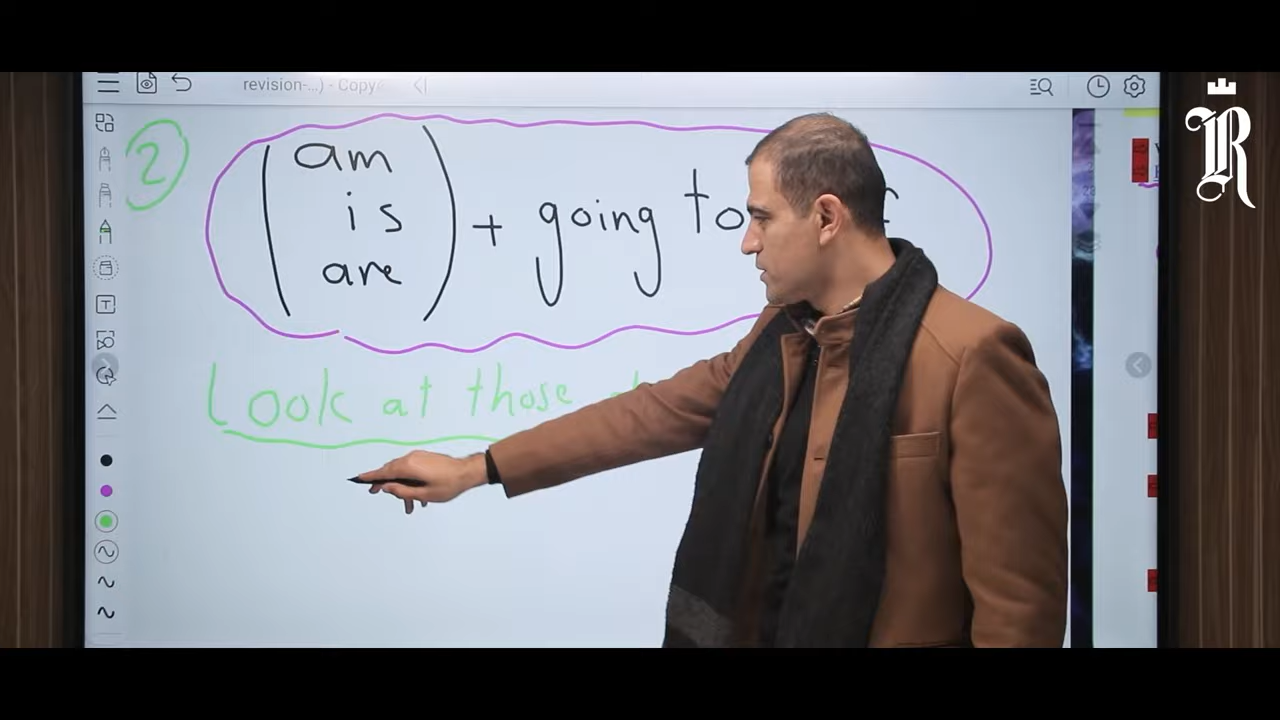 revision-...) - Copy
2
am
is
are
+ going to
Look at those
R